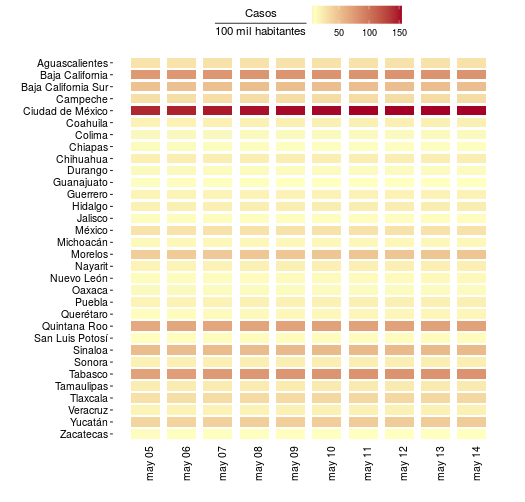 Casos
100 mil habitantes
50 100 150
Aguascalientes
Baja California
Baja California Sur
Campeche
Ciudad de México
Coahuila
Colima
Chiapas
Chihuahua
Durango
Guanajuato
Guerrero
Hidalgo
Jalisco
México
Michoacán
Morelos
Nayarit
Nuevo León
Oaxaca
Puebla
Querétaro
Quintana Roo
San Luis Potosí
Sinaloa
Sonora
Tabasco
Tamaulipas
Tlaxcala
Veracruz
Yucatán
Zacatecas
may 05 may 06 may 07 may 08 may 09 may 10 may 11 may 12 may 13 may 14